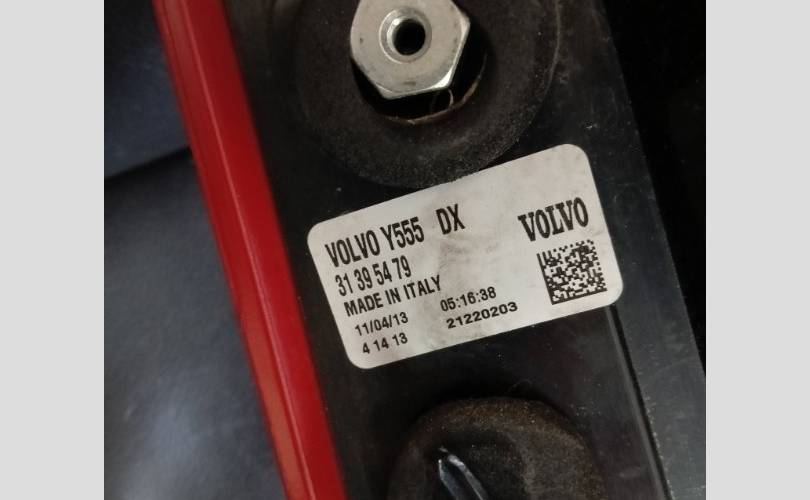 VOLVO Y555 DX VOLVO
31 39 54 79
MADE IN ITALY
11/04/13 05:16:38
4 14 13 21220203